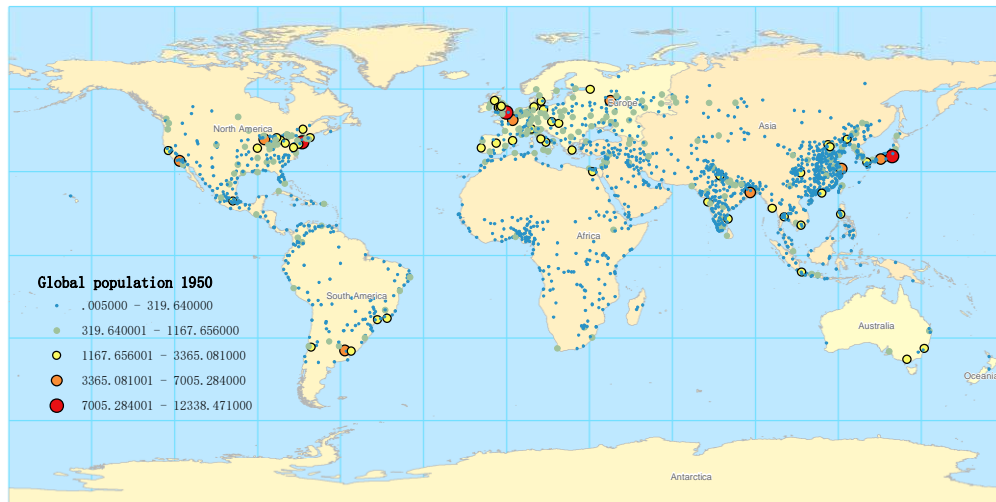 Europe
North America
Asia
Africa
Global population 1950
.005000 - 319.640000
South America
319.640001 - 1167.656000
Australia
1167.656001 - 3365.081000
3365.081001 - 7005.284000
Oceania
7005.284001 - 12338.471000
Antarctica